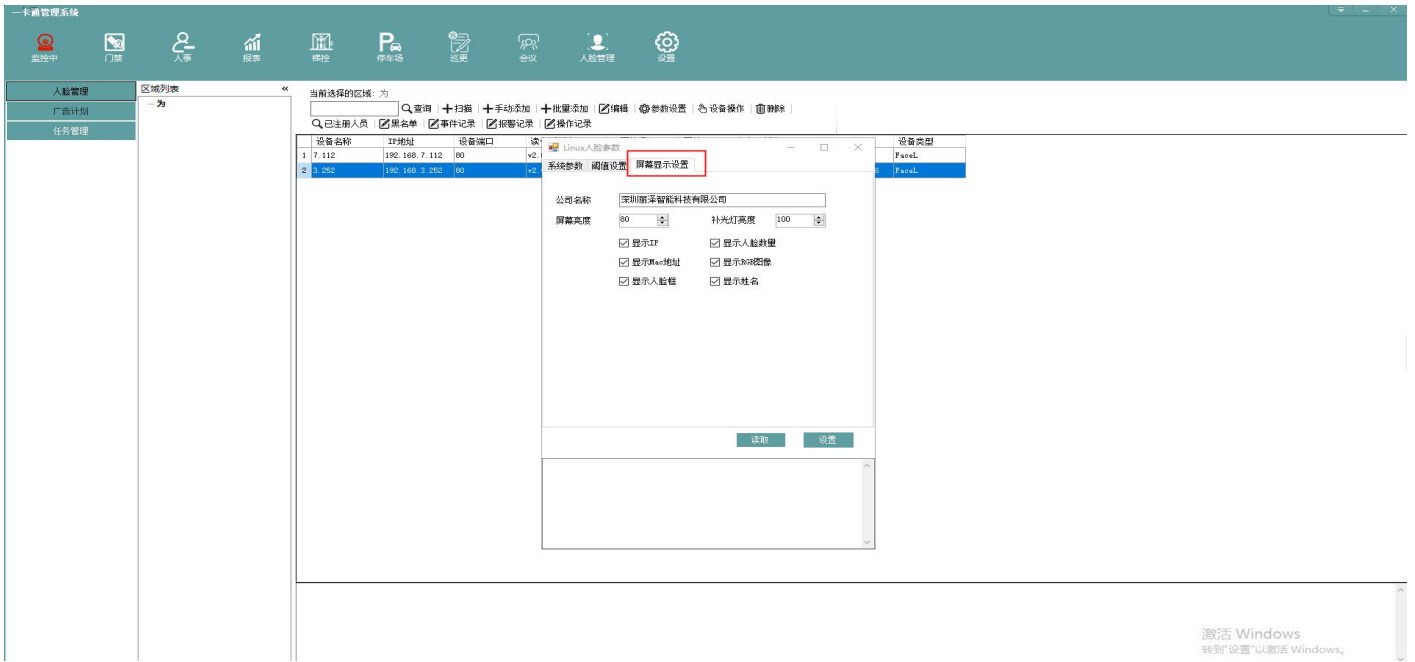 一卡通管理系统
监控中 门禁 人事 报表 梯控 停车场 巡更 会议 人脸管理 设置
人脸管理
广告计划
任务管理
区域列表 «
为
当前选择的区域: 为
查询 扫描 手动添加 批量添加 编辑 参数设置 设备操作 删除
已注册人员 黑名单 事件记录 报警记录 操作记录
设备名称 IP地址 设备端口 设备类型
1 7.112 192.168.7.112 80 FaceL
2 3.252 192.168.3.252 80 FaceL
Linux人脸参数
系统参数 阈值设置 屏幕显示设置
公司名称 深圳丽泽智能科技有限公司
屏幕亮度 80 补光灯亮度 100
显示IP 显示人脸数量
显示Mac地址 显示RGB图像
显示人脸框 显示姓名
读取 设置
激活 Windows
转到"设置"以激活 Windows。